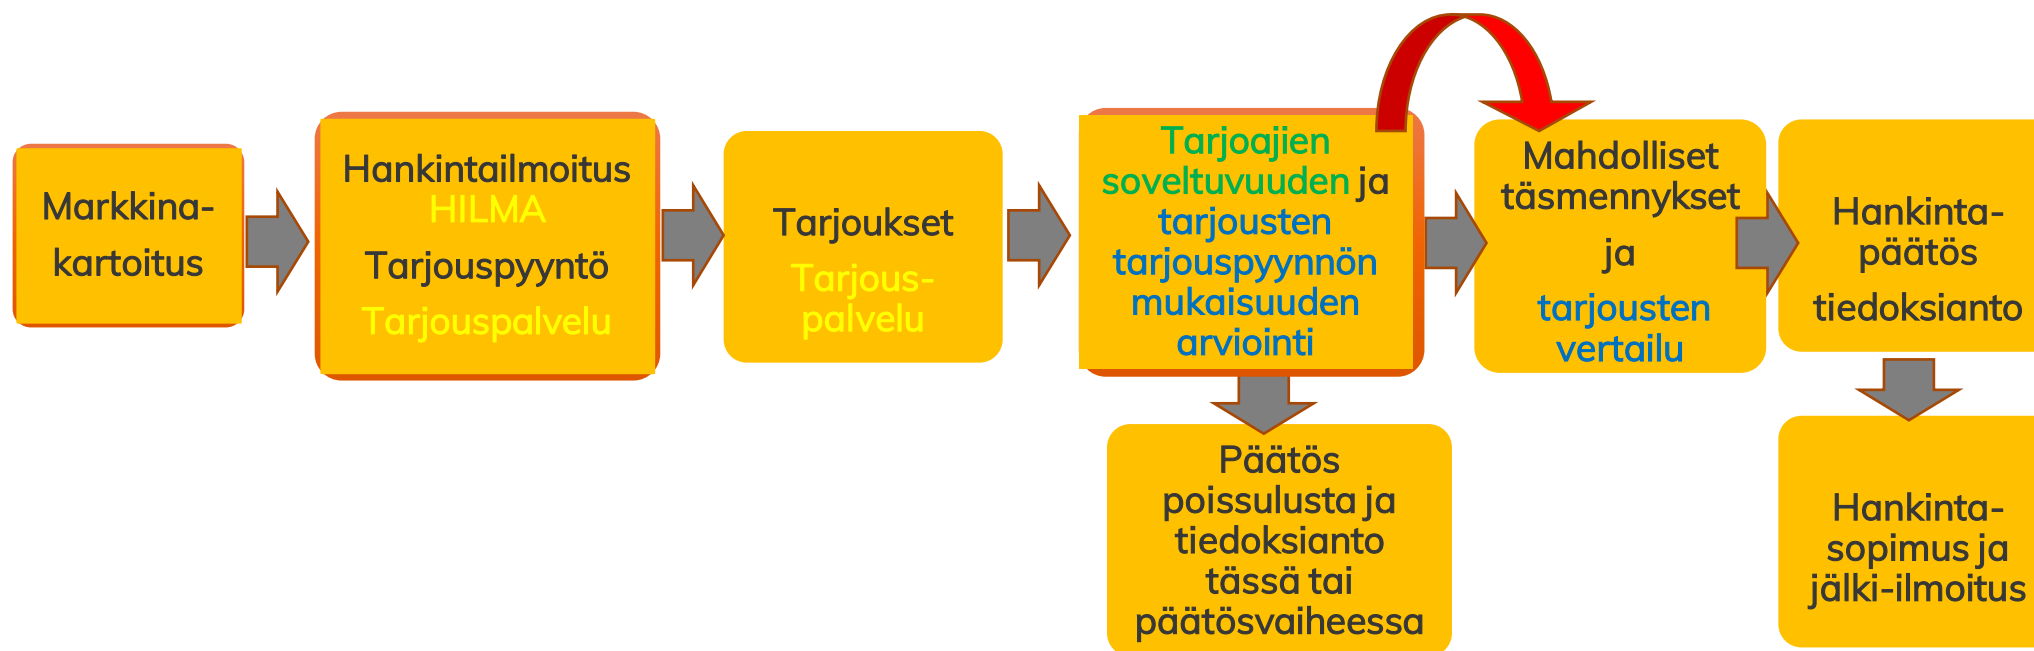 Markkina-
kartoitus
Hankintailmoitus
HILMA
Tarjouspyyntö
Tarjouspalvelu
Tarjoukset
Tarjous-
palvelu
Tarjoajien
soveltuvuuden ja
tarjousten
tarjouspyynnön
mukaisuuden
arviointi
Mahdolliset
täsmennykset
ja
tarjousten
vertailu
Hankinta-
päätös
tiedoksianto
Päätös
poissulusta ja
tiedoksianto
tässä tai
päätösvaiheessa
Hankinta-
sopimus ja
jälki-ilmoitus